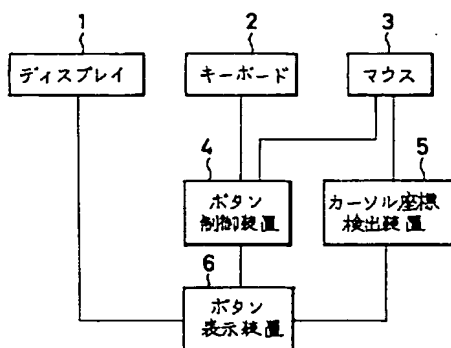 1
ディスプレイ
2
キーボード
3
マウス
4
ボタン
制御装置
5
カーソル座標
検出装置
6
ボタン
表示装置